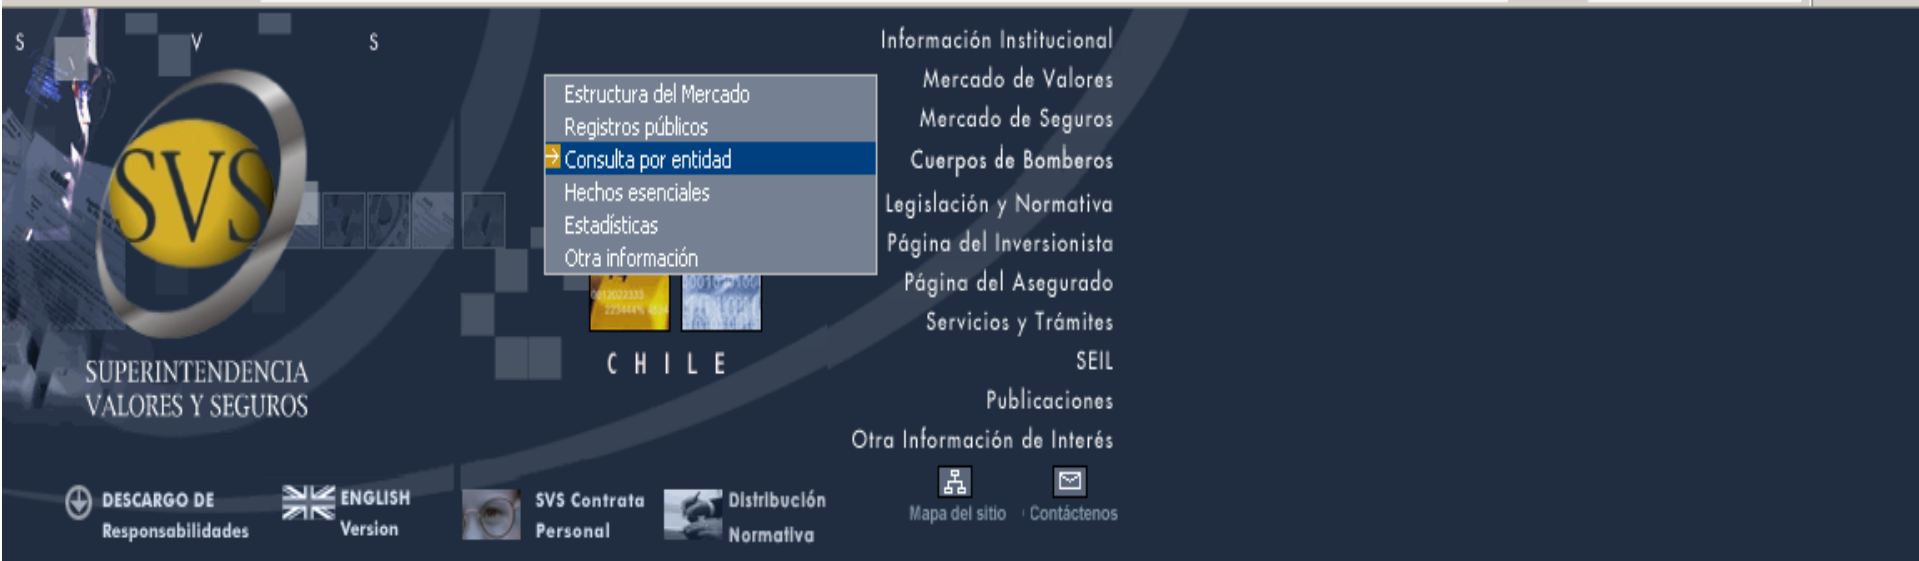 S V S
Información Institucional
Mercado de Valores
Mercado de Seguros
Cuerpos de Bomberos
Legislación y Normativa
Página del Inversionista
Página del Asegurado
Servicios y Trámites
SEIL
Publicaciones
Otra Información de Interés
Estructura del Mercado
Registros públicos
Consulta por entidad
Hechos esenciales
Estadísticas
Otra información
SVS
SUPERINTENDENCIA
VALORES Y SEGUROS
CHILE
DESCARGO DE
Responsabilidades
ENGLISH
Version
SVS Contrata
Personal
Distribución
Normativa
Mapa del sitio
Contáctenos